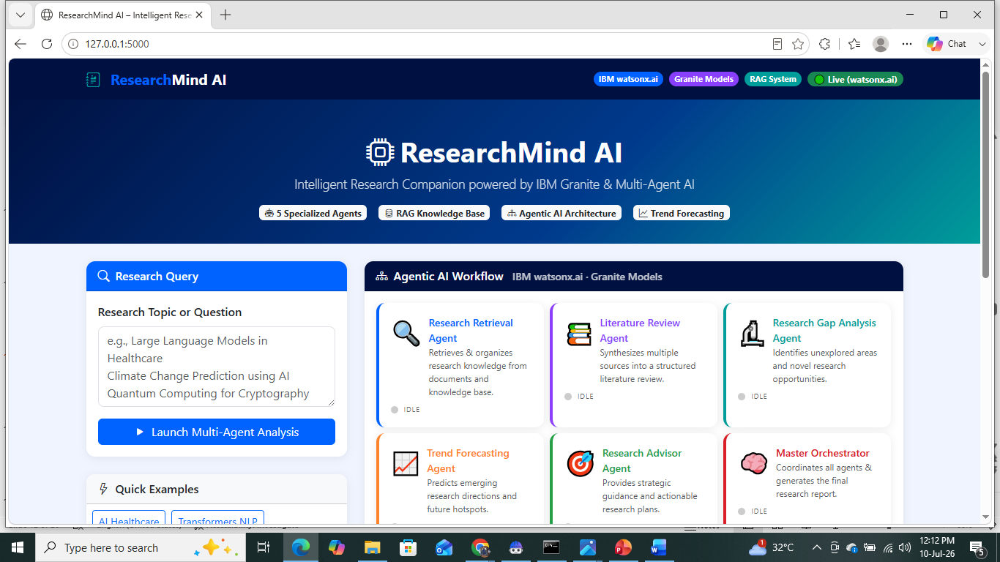 ResearchMind AI – Intelligent Rese
127.0.0.1:5000
Chat
ResearchMind AI
IBM watsonx.ai
Granite Models
RAG System
Live (watsonx.ai)
ResearchMind AI
Intelligent Research Companion powered by IBM Granite & Multi-Agent AI
5 Specialized Agents
RAG Knowledge Base
Agentic AI Architecture
Trend Forecasting
Research Query
Research Topic or Question
e.g., Large Language Models in
Healthcare
Climate Change Prediction using AI
Quantum Computing for Cryptography
Launch Multi-Agent Analysis
Quick Examples
AI Healthcare
Transformers NLP
Agentic AI Workflow IBM watsonx.ai · Granite Models
Research Retrieval
Agent
Retrieves & organizes
research knowledge from
documents and
knowledge base.
IDLE
Literature Review
Agent
Synthesizes multiple
sources into a structured
literature review.
IDLE
Research Gap Analysis
Agent
Identifies unexplored areas
and novel research
opportunities.
IDLE
Trend Forecasting
Agent
Predicts emerging
research directions and
future hotspots.
Research Advisor
Agent
Provides strategic
guidance and actionable
research plans.
Master Orchestrator
Coordinates all agents &
generates the final
research report.
IDLE
Type here to search
1
32°C
12:12 PM
10-Jul-26
5